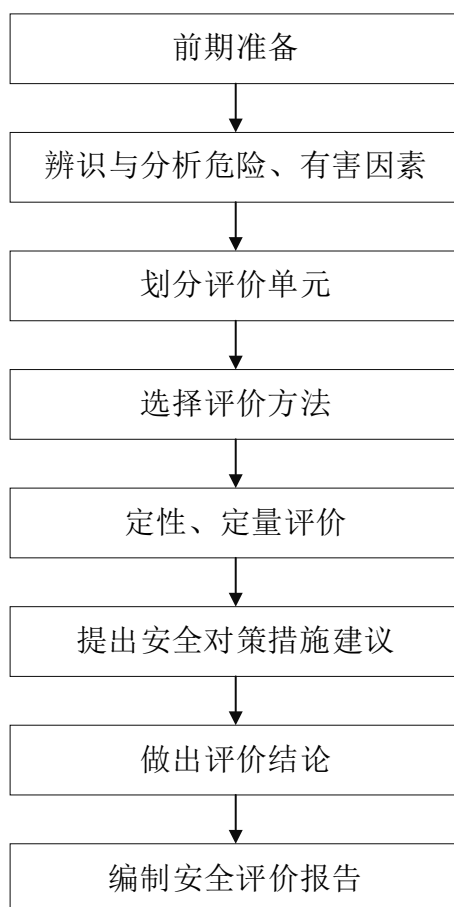 前期准备
辨识与分析危险、有害因素
划分评价单元
选择评价方法
定性、定量评价
提出安全对策措施建议
做出评价结论
编制安全评价报告